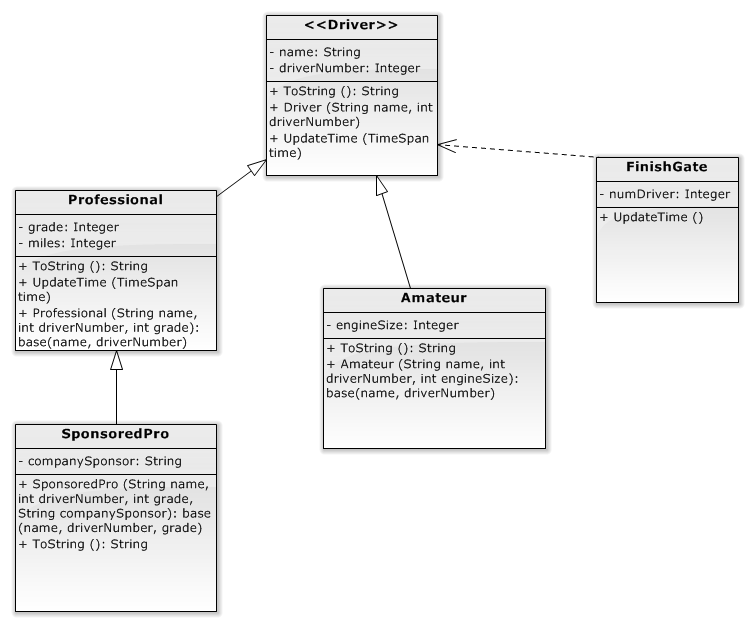 <<Driver>>
- name: String
- driverNumber: Integer
+ ToString (): String
+ Driver (String name, int
driverNumber)
+ UpdateTime (TimeSpan
time)
FinishGate
- numDriver: Integer
+ UpdateTime ()
Professional
- grade: Integer
- miles: Integer
+ ToString (): String
+ UpdateTime (TimeSpan
time)
+ Professional (String name,
int driverNumber, int grade):
base(name, driverNumber)
Amateur
- engineSize: Integer
+ ToString (): String
+ Amateur (String name, int
driverNumber, int engineSize):
base(name, driverNumber)
SponsoredPro
- companySponsor: String
+ SponsoredPro (String name,
int driverNumber, int grade,
String companySponsor): base
(name, driverNumber, grade)
+ ToString (): String